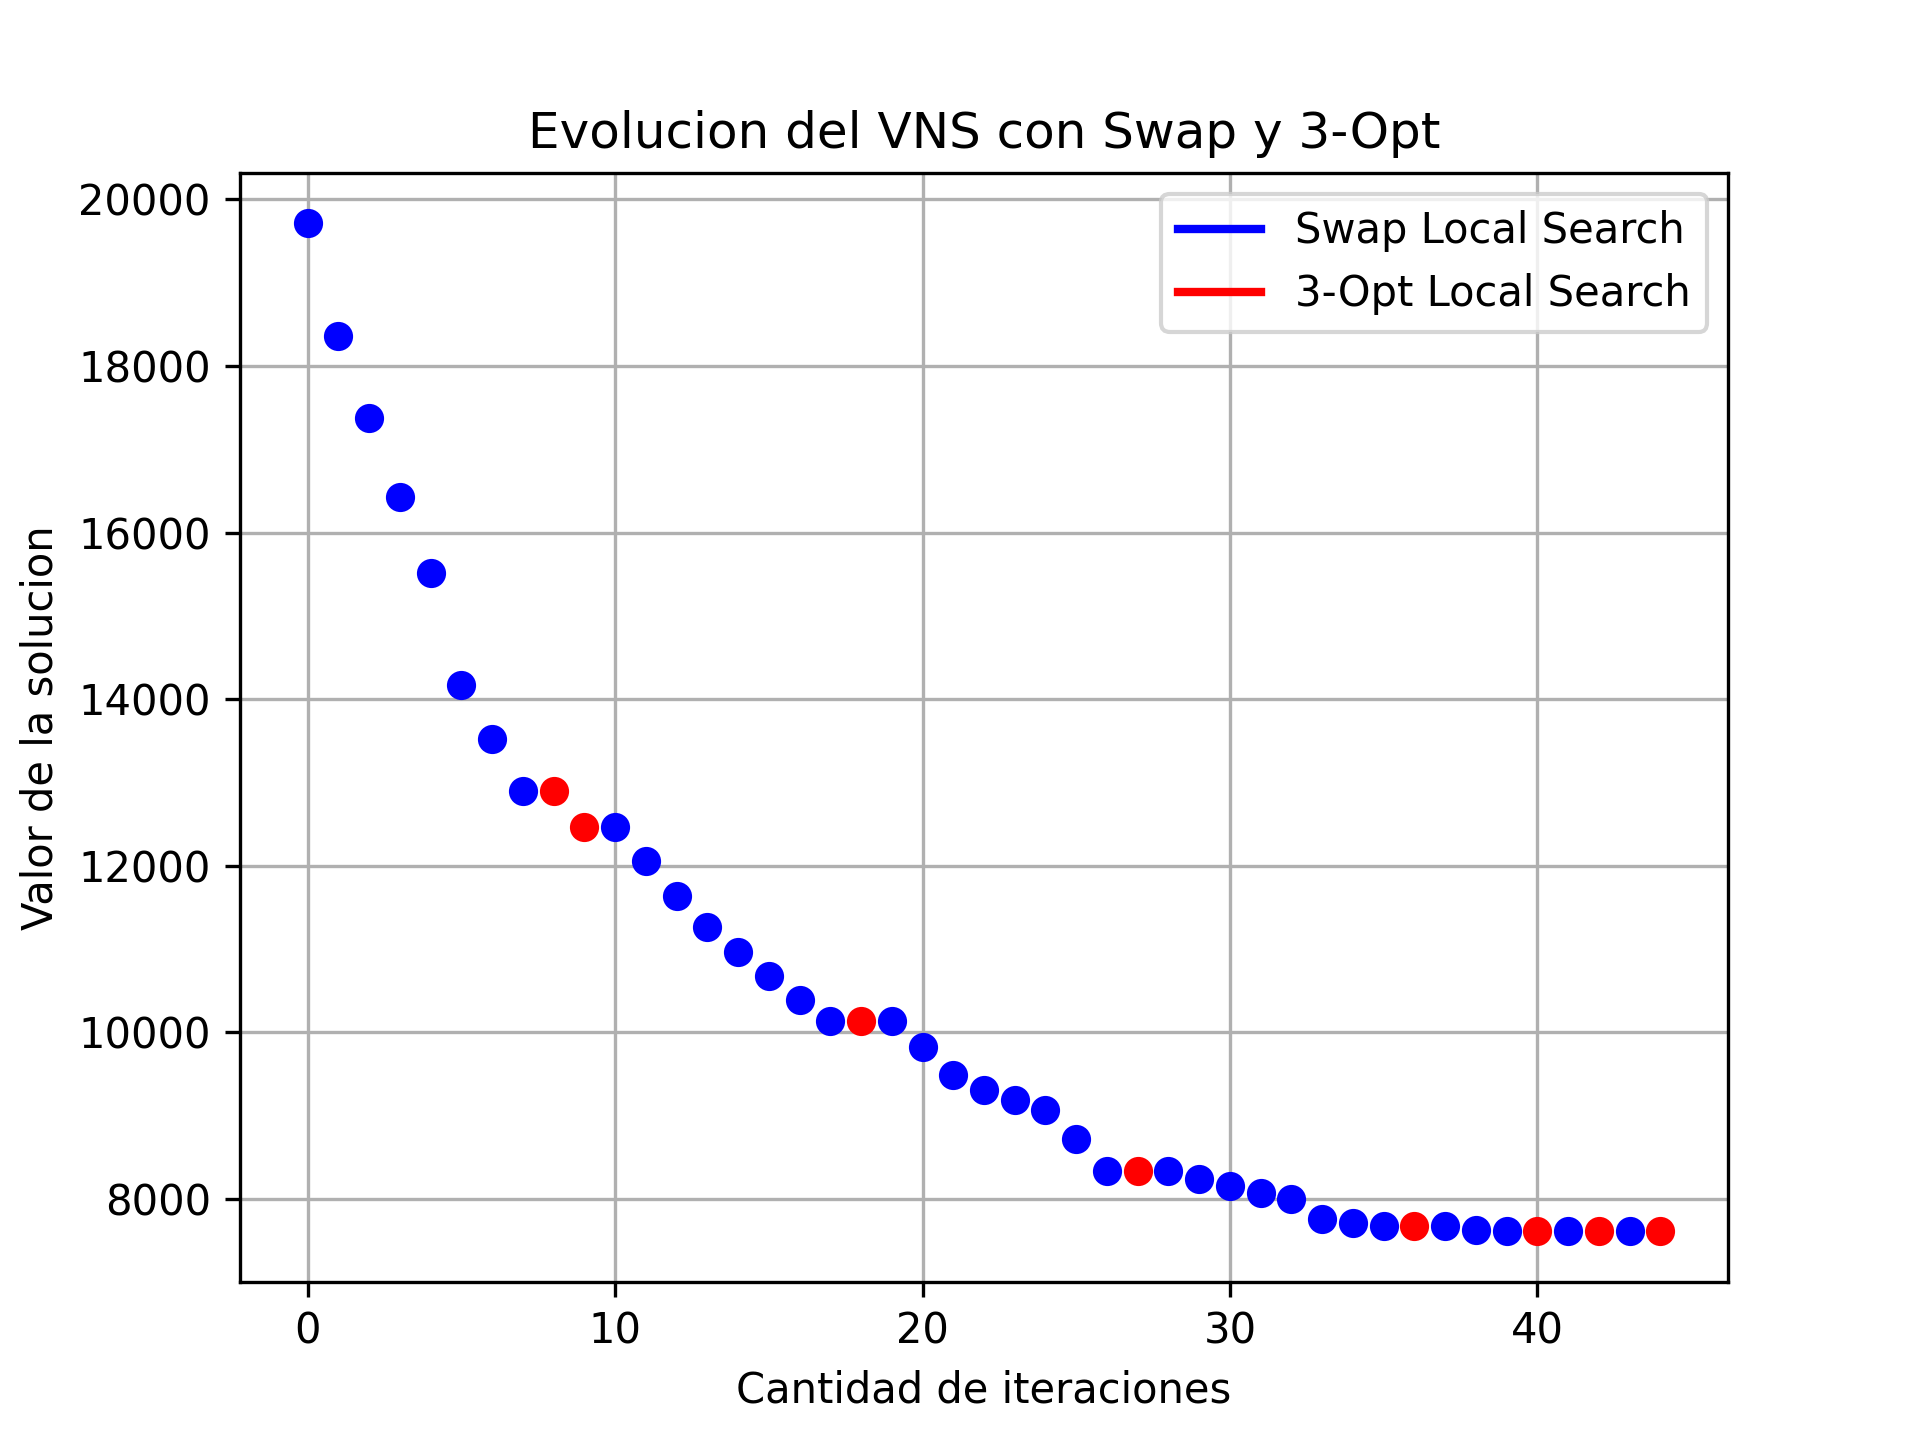 Evolucion del VNS con Swap y 3-Opt
Swap Local Search
3-Opt Local Search
Valor de la solucion
20000
18000
16000
14000
12000
10000
8000
0 10 20 30 40
Cantidad de iteraciones